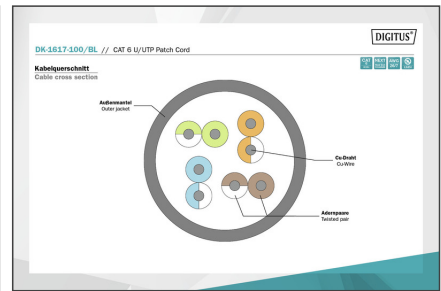 DIGITUS®
DK-1617-100/BL // CAT 6 U/UTP Patch Cord
Kabelquerschnitt
Cable cross section
Außenmantel
Outer jacket
Cu-Draht
Cu-Wire
Adernpaare
Twisted pair